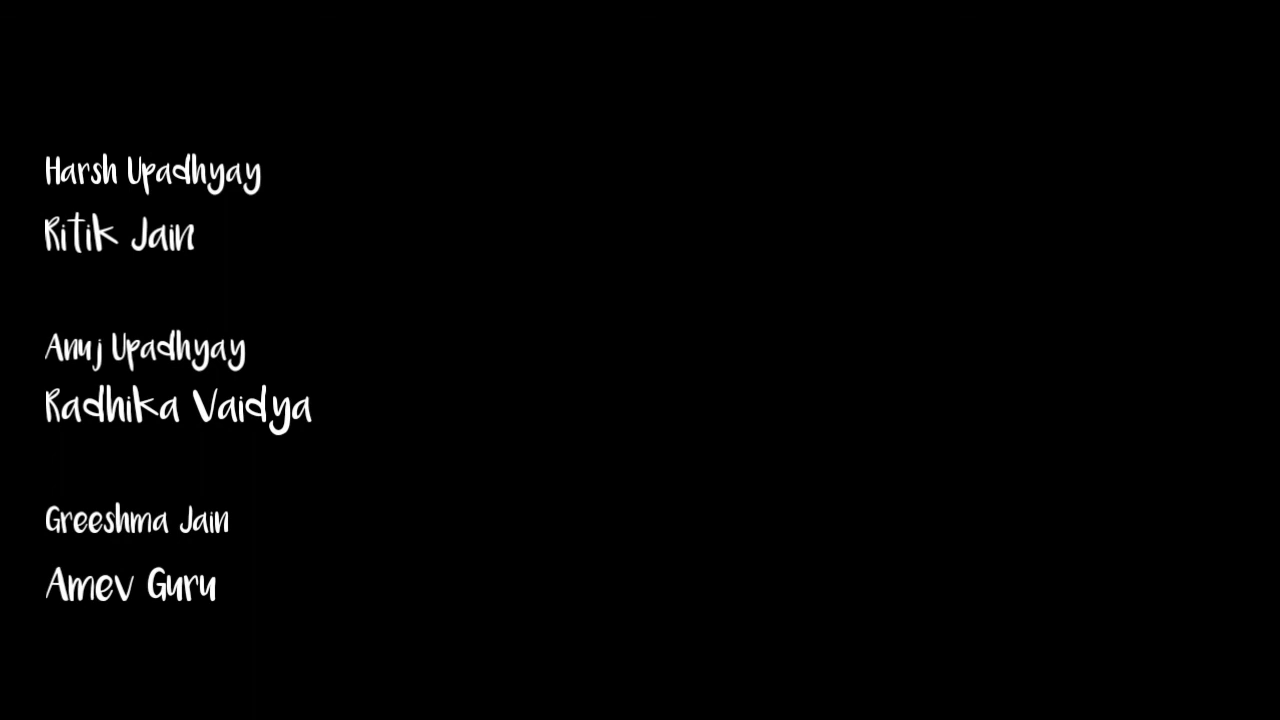 Harsh Upadhyay
Ritik Jain
Anuj Upadhyay
Radhika Vaidya
Greeshma Jain
Amev Guru